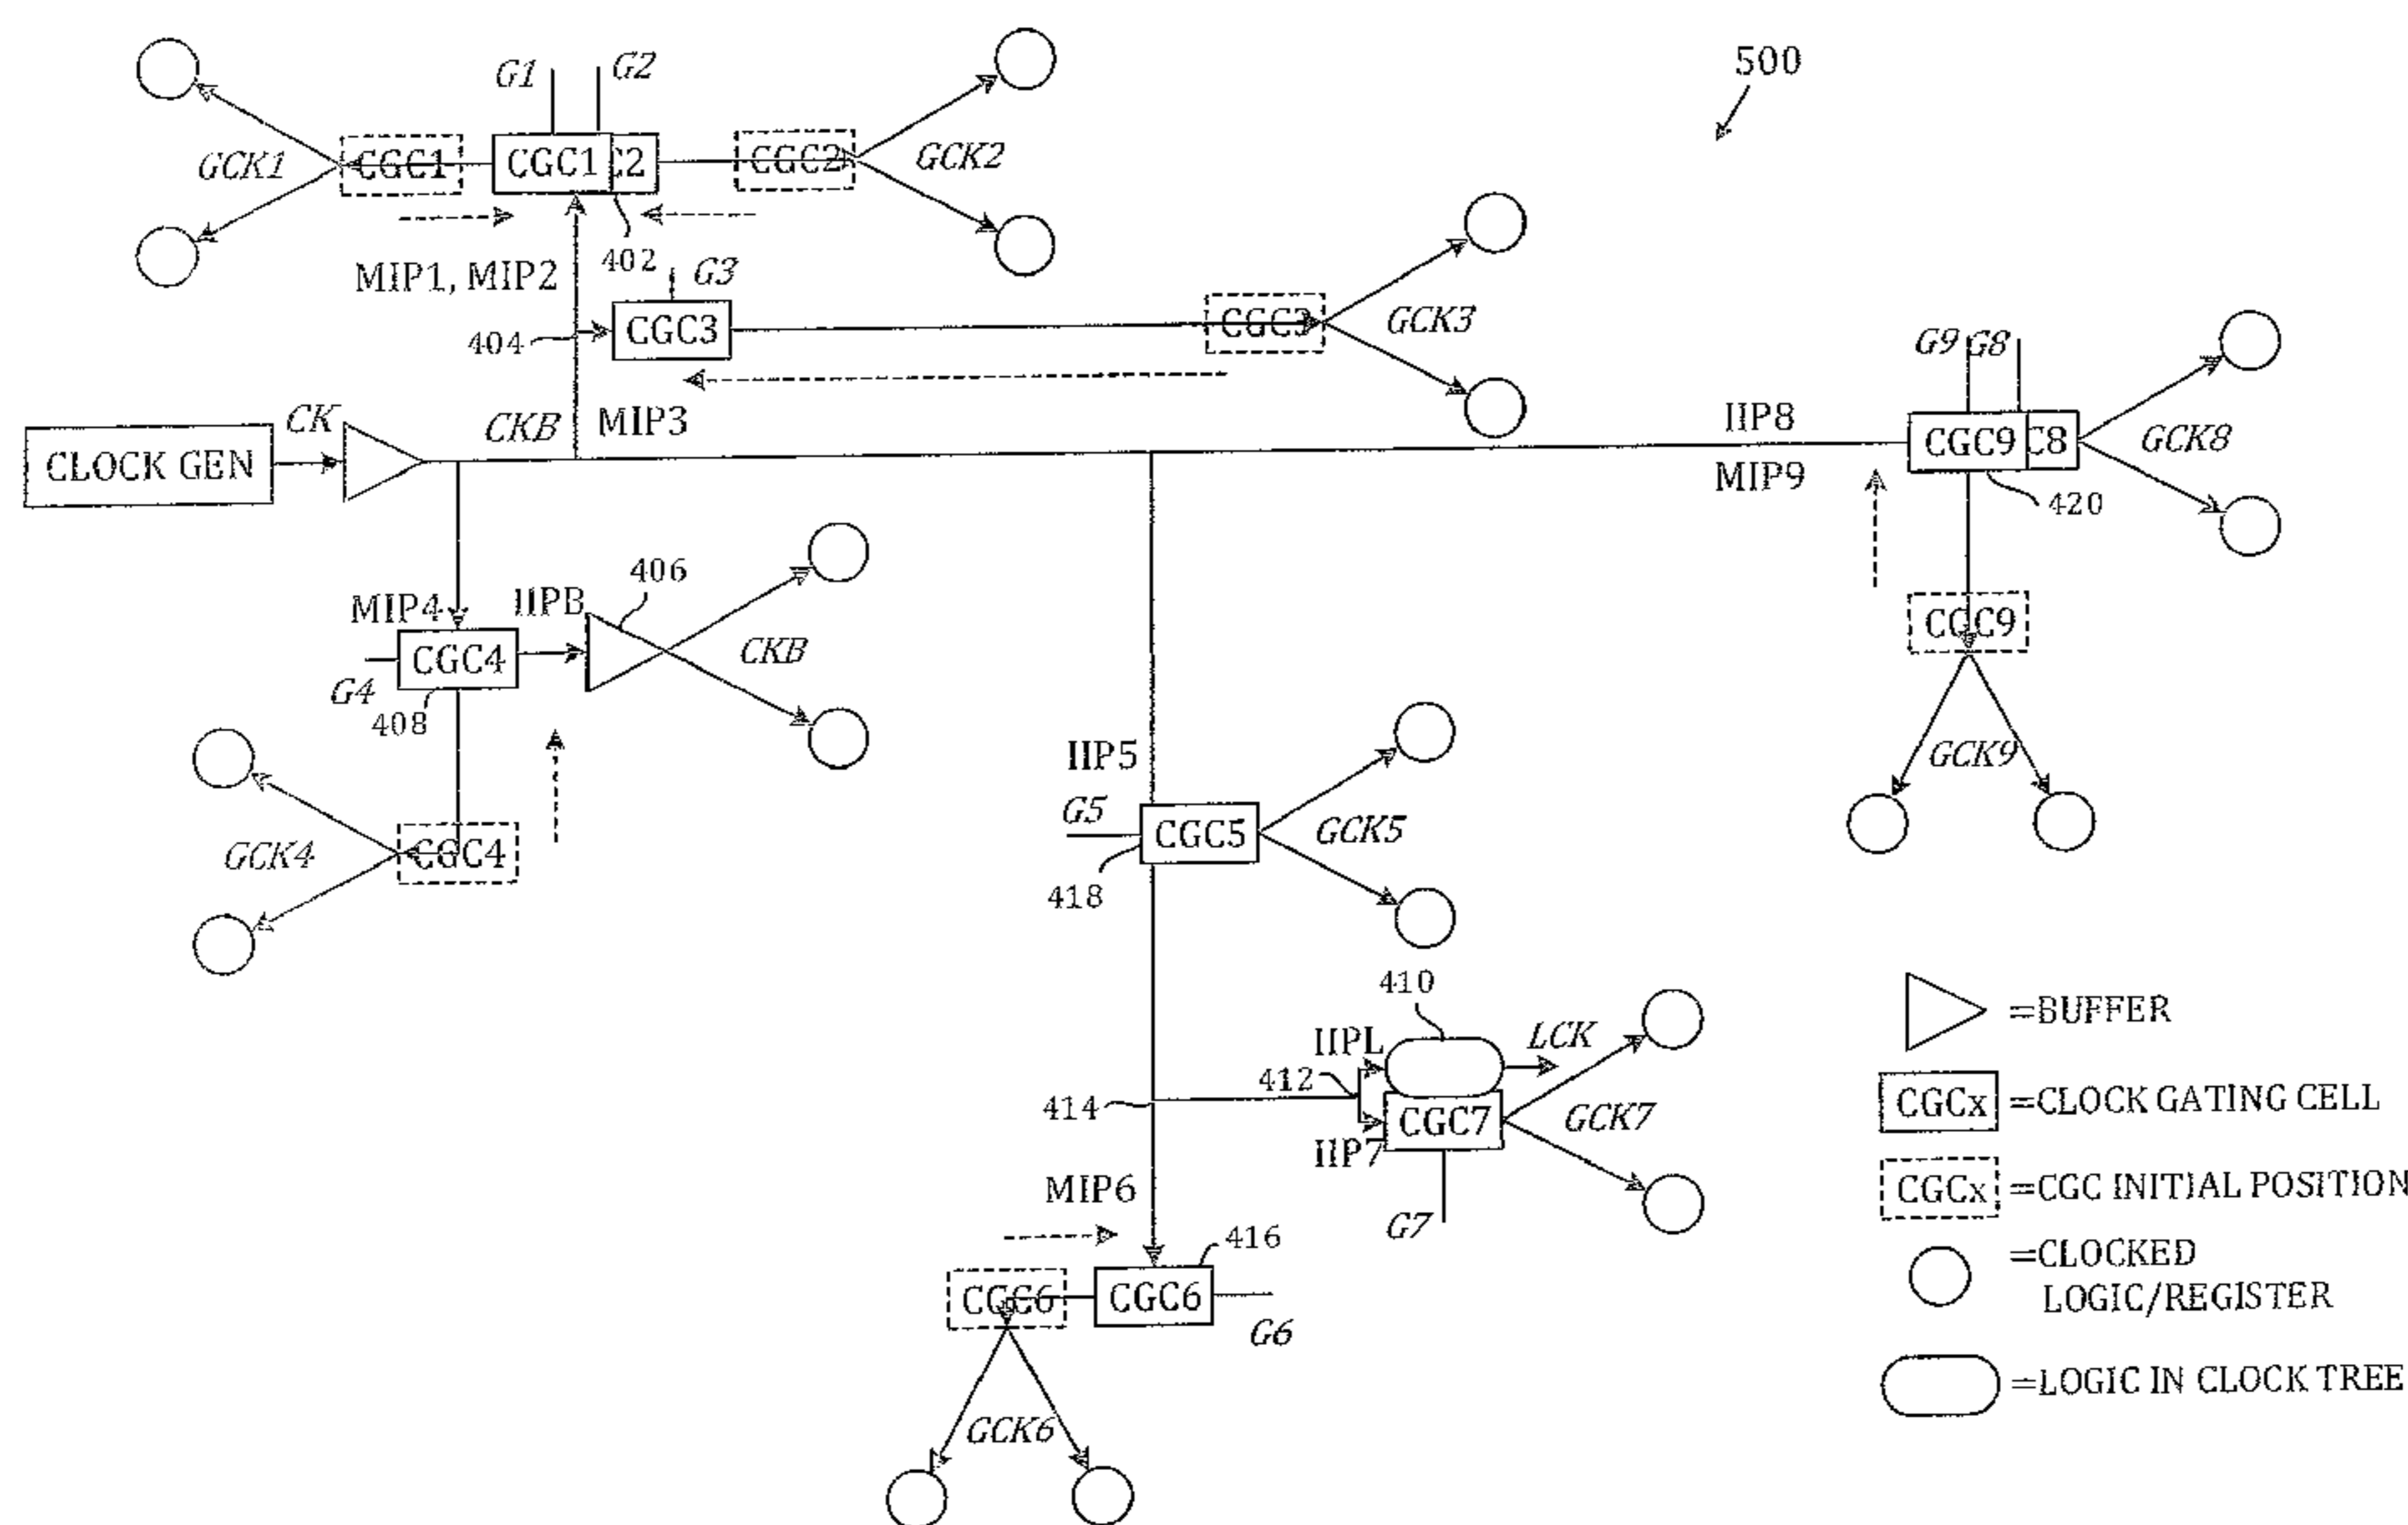 500
G1
G2
GCK1
CGC1
CGC1
C2
CGC2
GCK2
402
MIP1, MIP2
G3
404
CGC3
CGC3
GCK3
MIP3
CLOCK GEN
CK
CKB
IIP8
MIP9
G9
G8
CGC9
C8
GCK8
420
CGC9
GCK9
MIP4
IIPB
406
CGC4
CKB
G4
408
GCK4
CGC4
IIP5
G5
CGC5
GCK5
418
410
IIPL
LCK
412
414
CGC7
GCK7
IIP7
G7
MIP6
416
CGC6
CGC6
G6
GCK6
=BUFFER
CGCx =CLOCK GATING CELL
CGCx =CGC INITIAL POSITION
=CLOCKED
LOGIC/REGISTER
=LOGIC IN CLOCK TREE